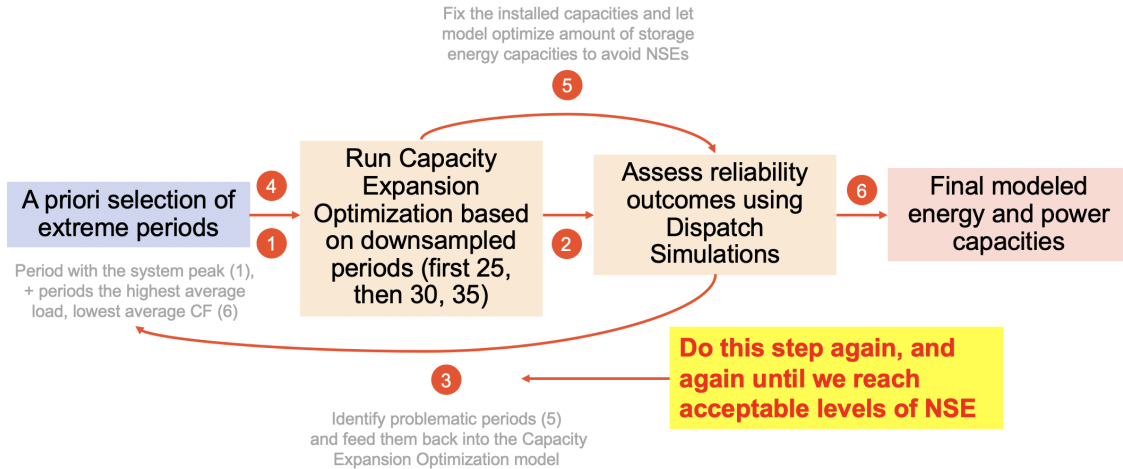 Fix the installed capacities and let
model optimize amount of storage
energy capacities to avoid NSEs
5
A priori selection of
extreme periods
Period with the system peak (1),
+ periods the highest average
load, lowest average CF (6)
4
1
Run Capacity
Expansion
Optimization based
on downsampled
periods (first 25,
then 30, 35)
2
Assess reliability
outcomes using
Dispatch
Simulations
6
Final modeled
energy and power
capacities
3
Identify problematic periods (5)
and feed them back into the Capacity
Expansion Optimization model
Do this step again, and
again until we reach
acceptable levels of NSE